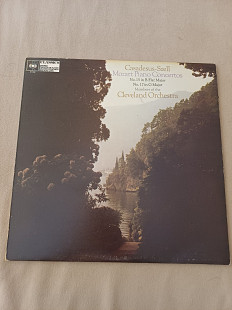 Casadesus-Szell
Mozart Piano Concertos
No. 15 in B Flat Major
No. 17 in G Major
Members of the
Cleveland Orchestra